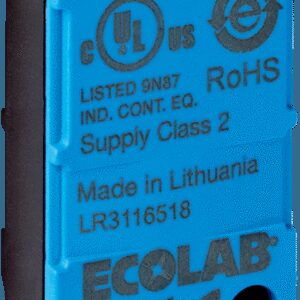 C UL US
RoHS
LISTED 9N87
IND. CONT. EQ.
Supply Class 2
Made in Lithuania
LR3116518
ECOLAB®